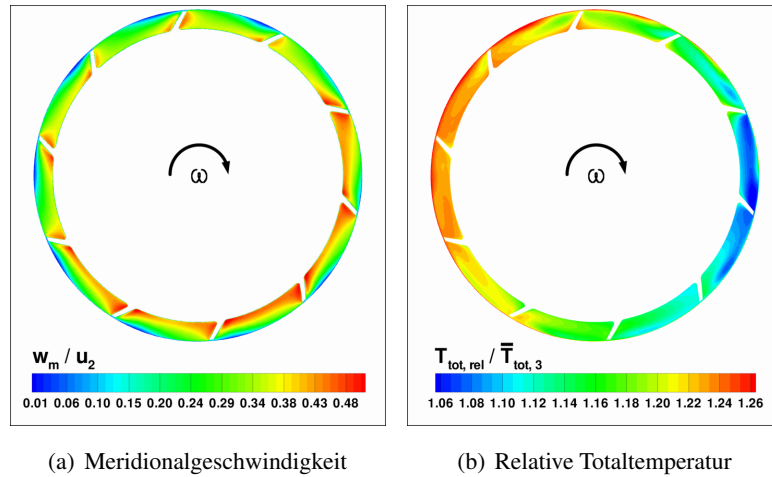 ω
ω
w_m / u_2
T_tot, rel / T̄_tot, 3
0.01 0.06 0.10 0.15 0.20 0.24 0.29 0.34 0.38 0.43 0.48
1.06 1.08 1.10 1.12 1.14 1.16 1.18 1.20 1.22 1.24 1.26
(a) Meridionalgeschwindigkeit
(b) Relative Totaltemperatur